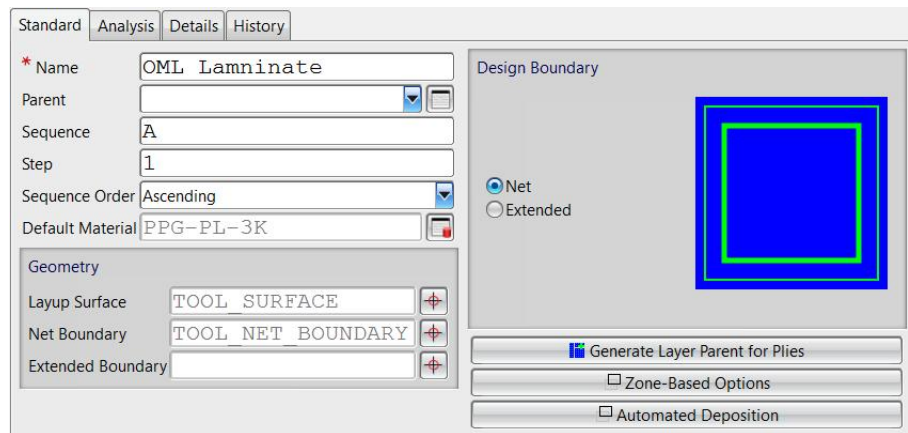 Standard Analysis Details History
* Name OML Lamninate
Parent
Sequence A
Step 1
Sequence Order Ascending
Default Material PPG-PL-3K
Geometry
Layup Surface TOOL_SURFACE
Net Boundary TOOL_NET_BOUNDARY
Extended Boundary
Design Boundary
Net
Extended
Generate Layer Parent for Plies
Zone-Based Options
Automated Deposition